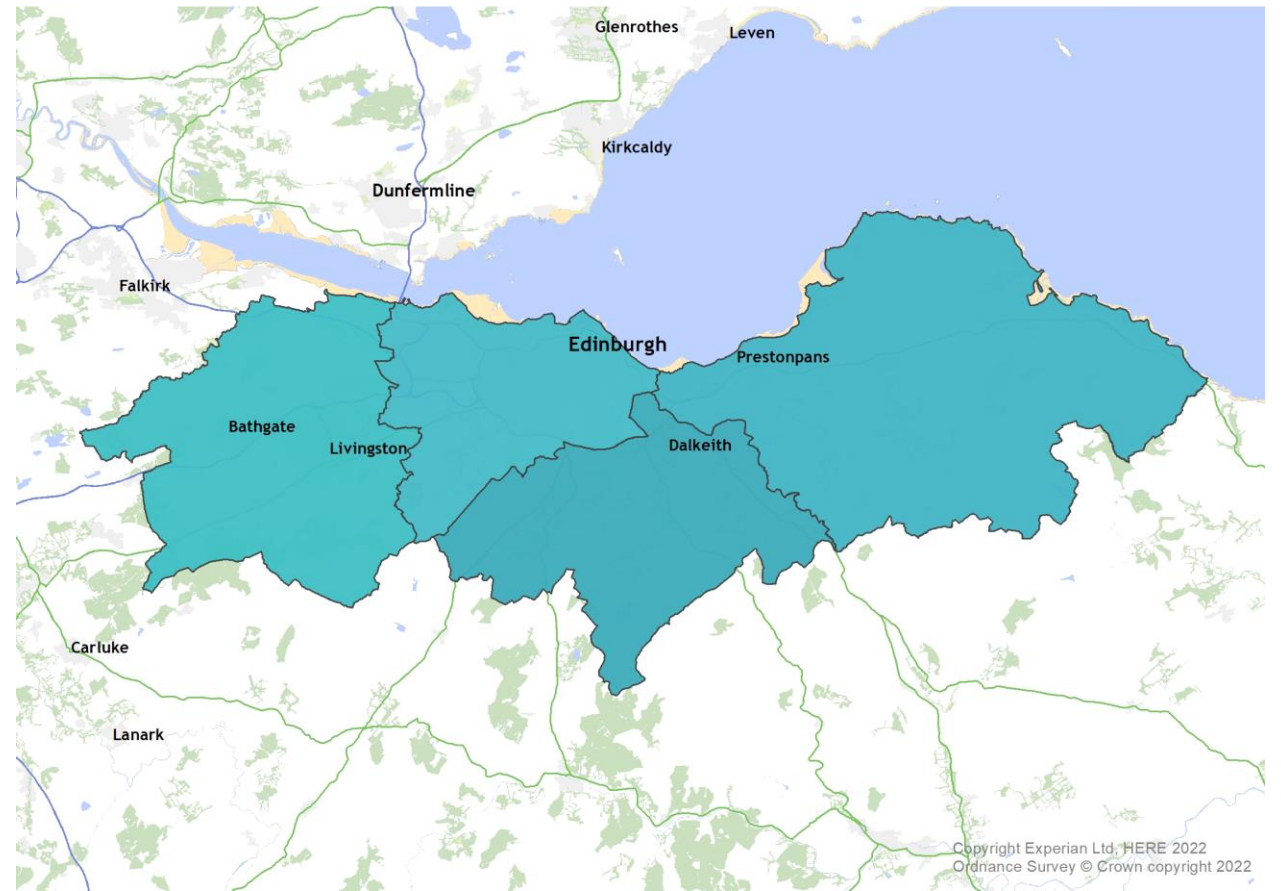 Glenrothes
Leven
Kirkcaldy
Dunfermline
Falkirk
Edinburgh
Prestonpans
Bathgate
Livingston
Dalkeith
Carluke
Lanark
Copyright Experian Ltd, HERE 2022
Ordnance Survey © Crown copyright 2022